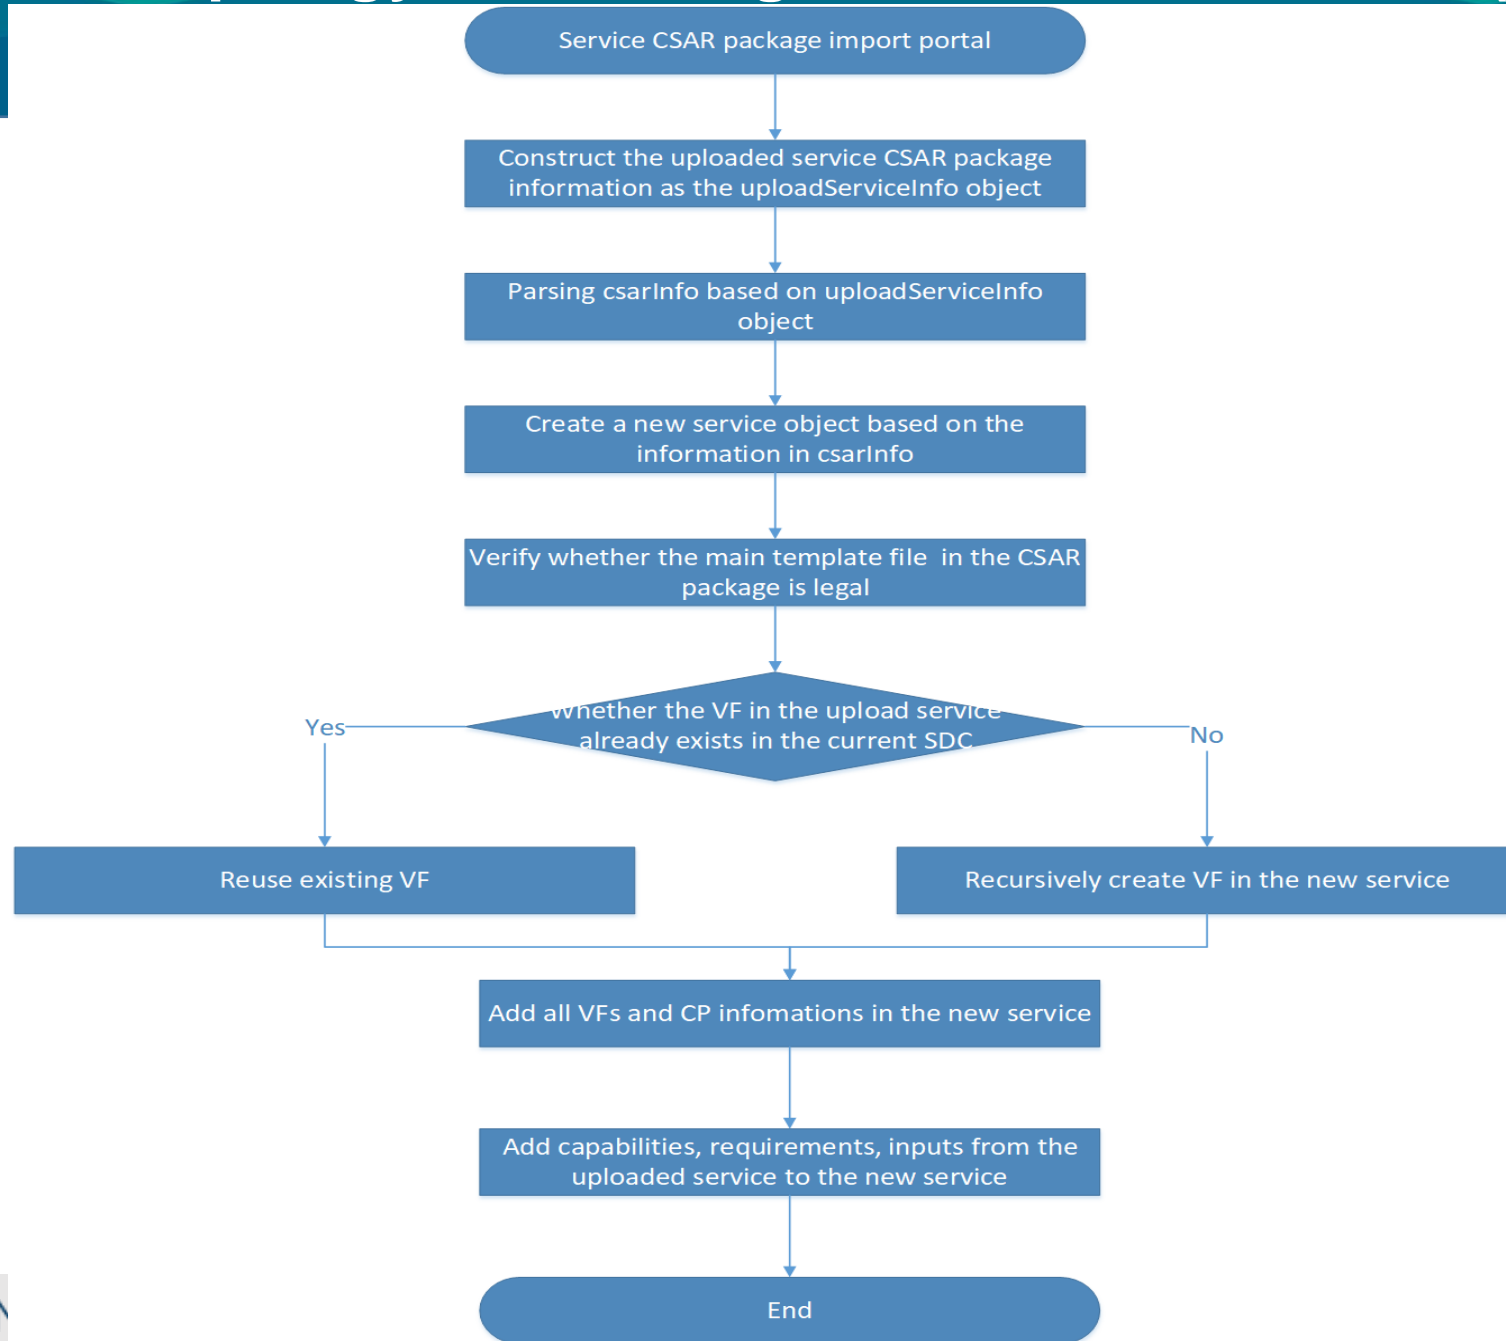 Service CSAR package import portal
Construct the uploaded service CSAR package
information as the uploadServiceInfo object
Parsing csarInfo based on uploadServiceInfo
object
Create a new service object based on the
information in csarInfo
Verify whether the main template file  in the CSAR
package is legal
Whether the VF in the upload service
already exists in the current SDC
Yes
No
Reuse existing VF
Recursively create VF in the new service
Add all VFs and CP infomations in the new service
Add capabilities, requirements, inputs from the
uploaded service to the new service
End